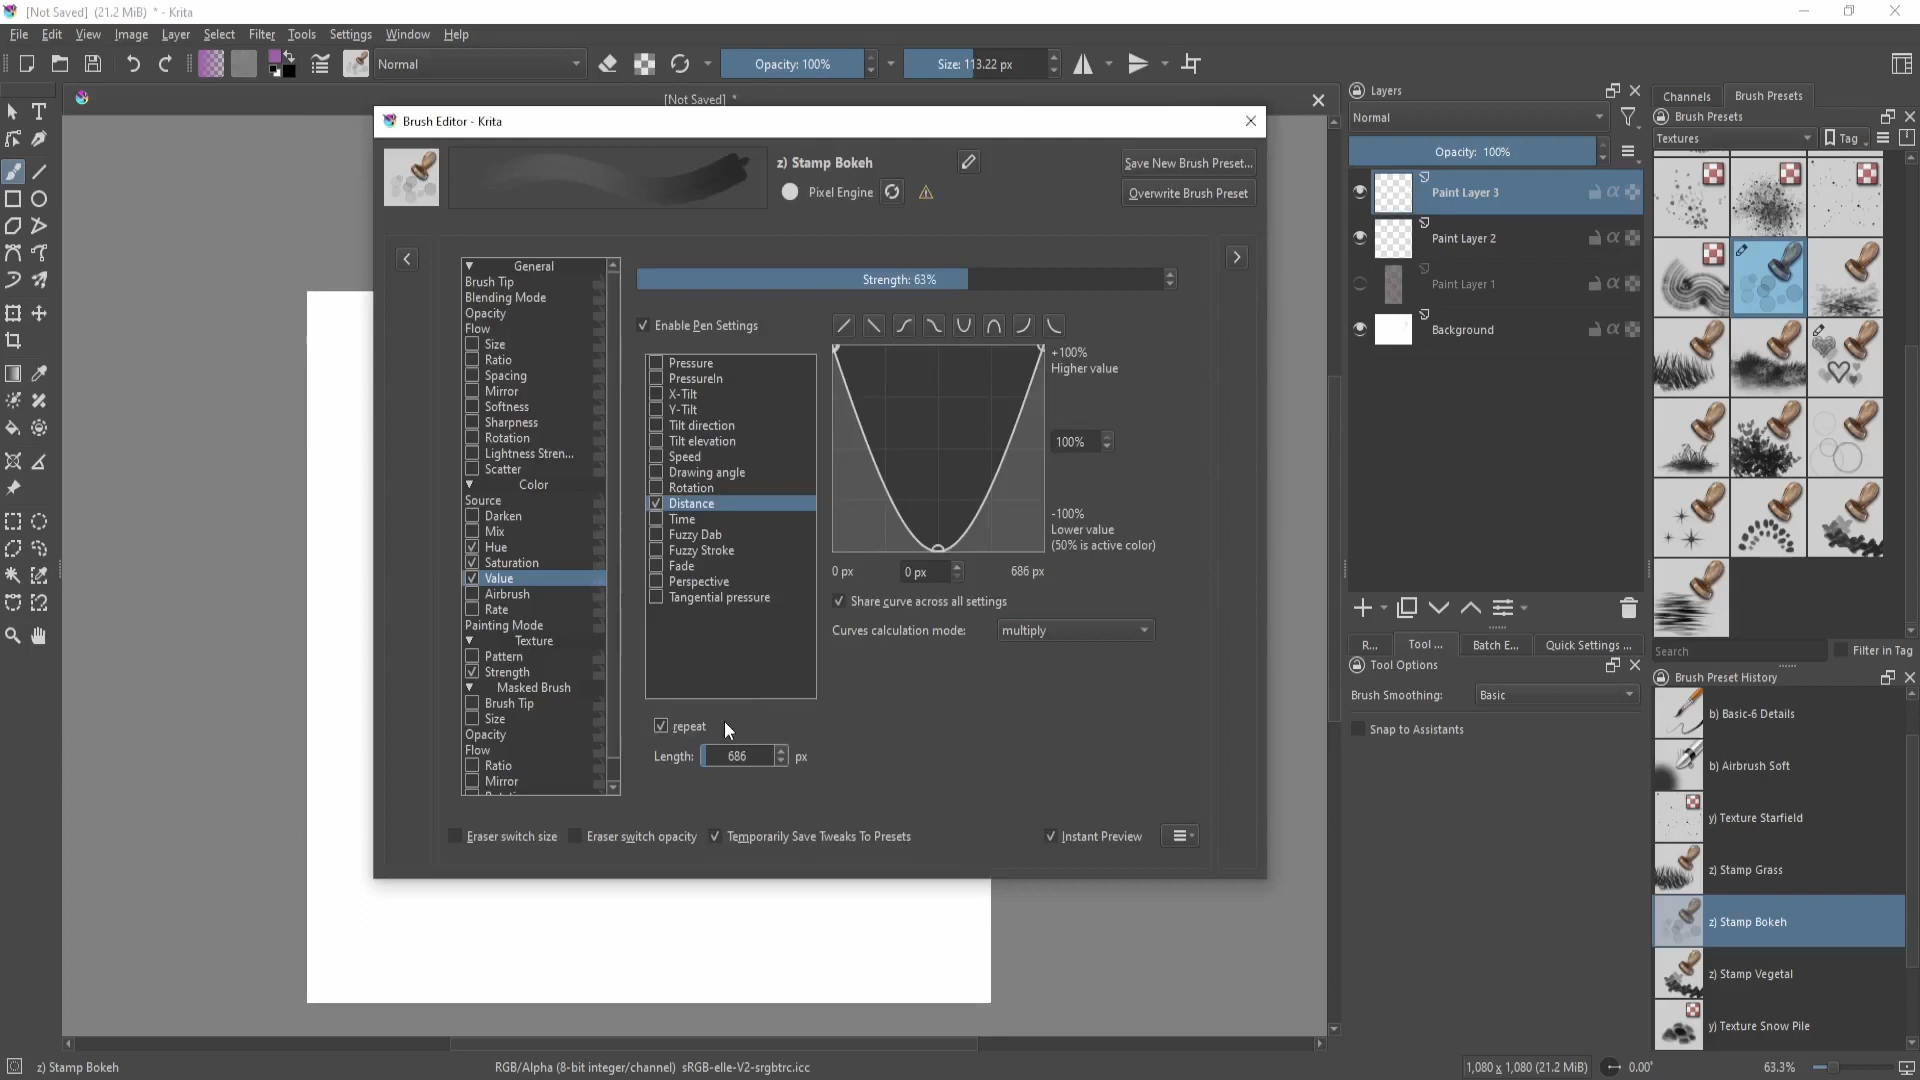 [Not Saved] (21.2 MiB) * - Krita
File Edit View Image Layer Select Filter Tools Settings Window Help
Normal
Opacity: 100%
Size: 113.22 px
[Not Saved] *
Brush Editor - Krita
z) Stamp Bokeh
Pixel Engine
Save New Brush Preset...
Overwrite Brush Preset
General
Brush Tip
Blending Mode
Opacity
Flow
Size
Ratio
Spacing
Mirror
Softness
Sharpness
Rotation
Lightness Stren...
Scatter
Color
Source
Darken
Mix
Hue
Saturation
Value
Airbrush
Rate
Painting Mode
Texture
Pattern
Strength
Masked Brush
Brush Tip
Size
Opacity
Flow
Ratio
Mirror
Strength: 63%
Enable Pen Settings
Pressure
PressureIn
X-Tilt
Y-Tilt
Tilt direction
Tilt elevation
Speed
Drawing angle
Rotation
Distance
Time
Fuzzy Dab
Fuzzy Stroke
Fade
Perspective
Tangential pressure
repeat
Length: 686 px
+100%
Higher value
100%
-100%
Lower value
(50% is active color)
0 px 0 px 686 px
Share curve across all settings
Curves calculation mode: multiply
Eraser switch size Eraser switch opacity Temporarily Save Tweaks To Presets Instant Preview
Layers
Normal
Opacity: 100%
Paint Layer 3
Paint Layer 2
Paint Layer 1
Background
R... Tool ... Batch E... Quick Settings ...
Tool Options
Brush Smoothing: Basic
Snap to Assistants
Channels Brush Presets
Brush Presets
Textures Tag
Search Filter in Tag
Brush Preset History
b) Basic-6 Details
b) Airbrush Soft
y) Texture Starfield
z) Stamp Grass
z) Stamp Bokeh
z) Stamp Vegetal
y) Texture Snow Pile
z) Stamp Bokeh
RGB/Alpha (8-bit integer/channel) sRGB-elle-V2-srgbtrc.icc
1,080 x 1,080 (21.2 MiB)
0.00°
63.3%